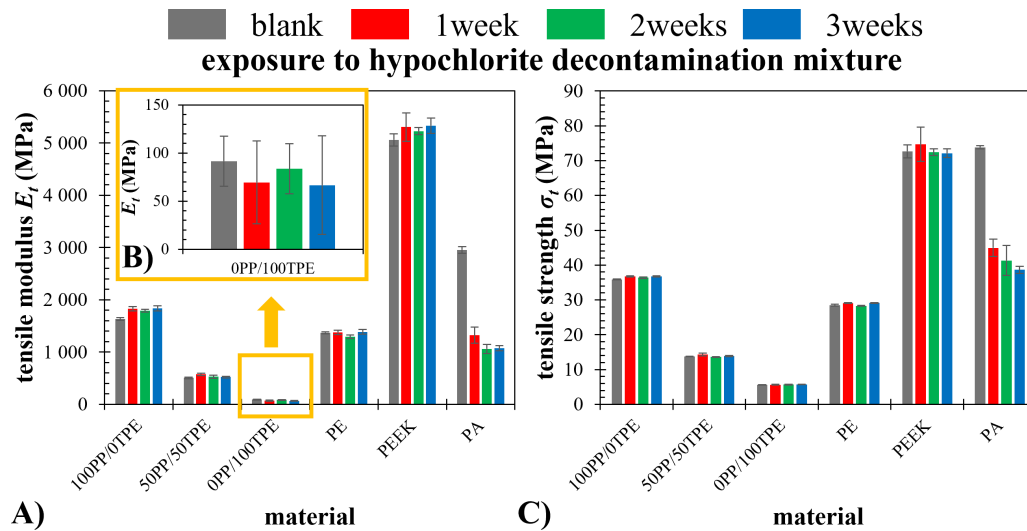 blank 1week 2weeks 3weeks
exposure to hypochlorite decontamination mixture
tensile modulus Eₜ (MPa)
6 000
5 000
4 000
3 000
2 000
1 000
0
Eₜ (MPa)
150
100
50
0
0PP/100TPE
B)
100PP/0TPE
50PP/50TPE
0PP/100TPE
PE
PEEK
PA
A)
material
tensile strength σₜ (MPa)
90
80
70
60
50
40
30
20
10
0
100PP/0TPE
50PP/50TPE
0PP/100TPE
PE
PEEK
PA
C)
material